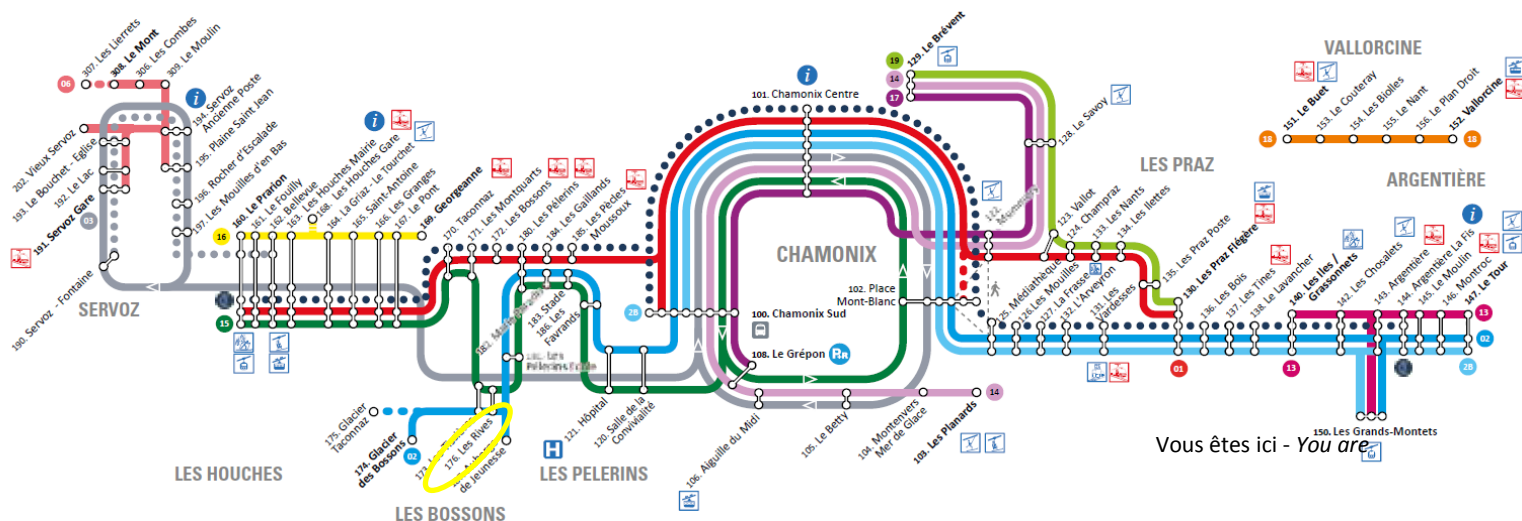 307. Les Lierrets
308. Le Mont
306. Les Combes
309. Le Moulin
06
194. Servoz
Ancienne Poste
195. Plaine Saint Jean
196. Rocher d'Escalade
197. Les Mouilles d'en Bas
202. Vieux Servoz
193. Le Bouchet - Eglise
192. Le Lac
191. Servoz Gare
03
190. Servoz - Fontaine
SERVOZ
16
15
160. Le Prarion
161. Le Fouilly
162. Bellevue
163. Les Houches Mairie
168. Les Houches Gare
164. La Griaz - Le Tourchet
165. Saint-Antoine
166. Les Granges
167. Le Pont
169. Georgeanne
170. Taconnaz
171. Les Montquarts
172. Les Bossons
180. Les Pélerins
184. Les Gaillands
185. Les Pècles
Moussoux
183. Stade
186. Les
Favrands
175. Glacier
Taconnaz
174. Glacier
des Bossons
02
176. Les Rives
de Jeunesse
LES HOUCHES
LES BOSSONS
H
LES PELERINS
121. Hôpital
120. Salle de la
Convivialité
2B
i
101. Chamonix Centre
CHAMONIX
102. Place
Mont-Blanc
100. Chamonix Sud
108. Le Grépon
RR
106. Aiguille du Midi
105. Le Betty
104. Montenvers
Mer de Glace
103. Les Planards
14
19
14
17
129. Le Brévent
128. Le Savoy
123. Vallot
124. Champraz
133. Les Nants
134. Les Ilettes
LES PRAZ
135. Les Praz Poste
130. Les Praz Flégère
125. Médiathèque
126. Les Mouilles
127. La Frasse
132. L'Arveyron
131. Les
Vardesses
01
136. Les Bois
137. Les Tines
138. Le Lavancher
140. Les Iles /
Grassonnets
13
142. Les Chosalets
143. Argentière
144. Argentière La Fis
145. Le Moulin
146. Montroc
147. Le Tour
13
02
2B
150. Les Grands-Montets
ARGENTIÈRE
VALLORCINE
18
151. Le Buet
153. Le Couteray
154. Les Biolles
155. Le Nant
156. Le Plan Droit
152. Vallorcine
18
Vous êtes ici - You are